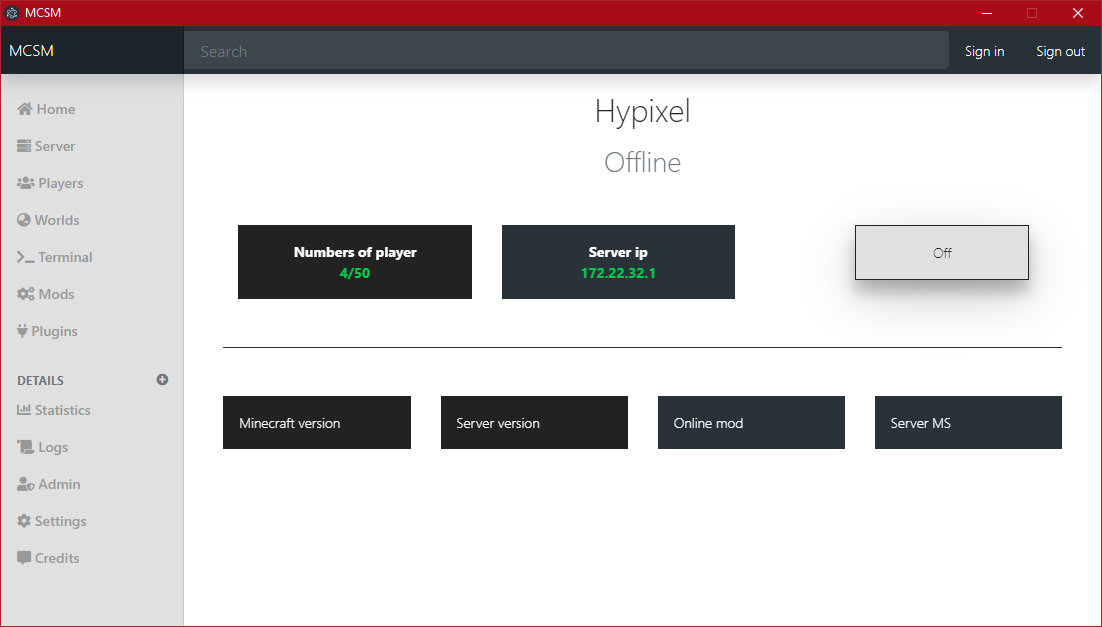 MCSM
MCSM
Search
Sign in
Sign out
Home
Server
Players
Worlds
Terminal
Mods
Plugins
DETAILS
Statistics
Logs
Admin
Settings
Credits
Hypixel
Offline
Numbers of player
4/50
Server ip
172.22.32.1
Off
Minecraft version
Server version
Online mod
Server MS